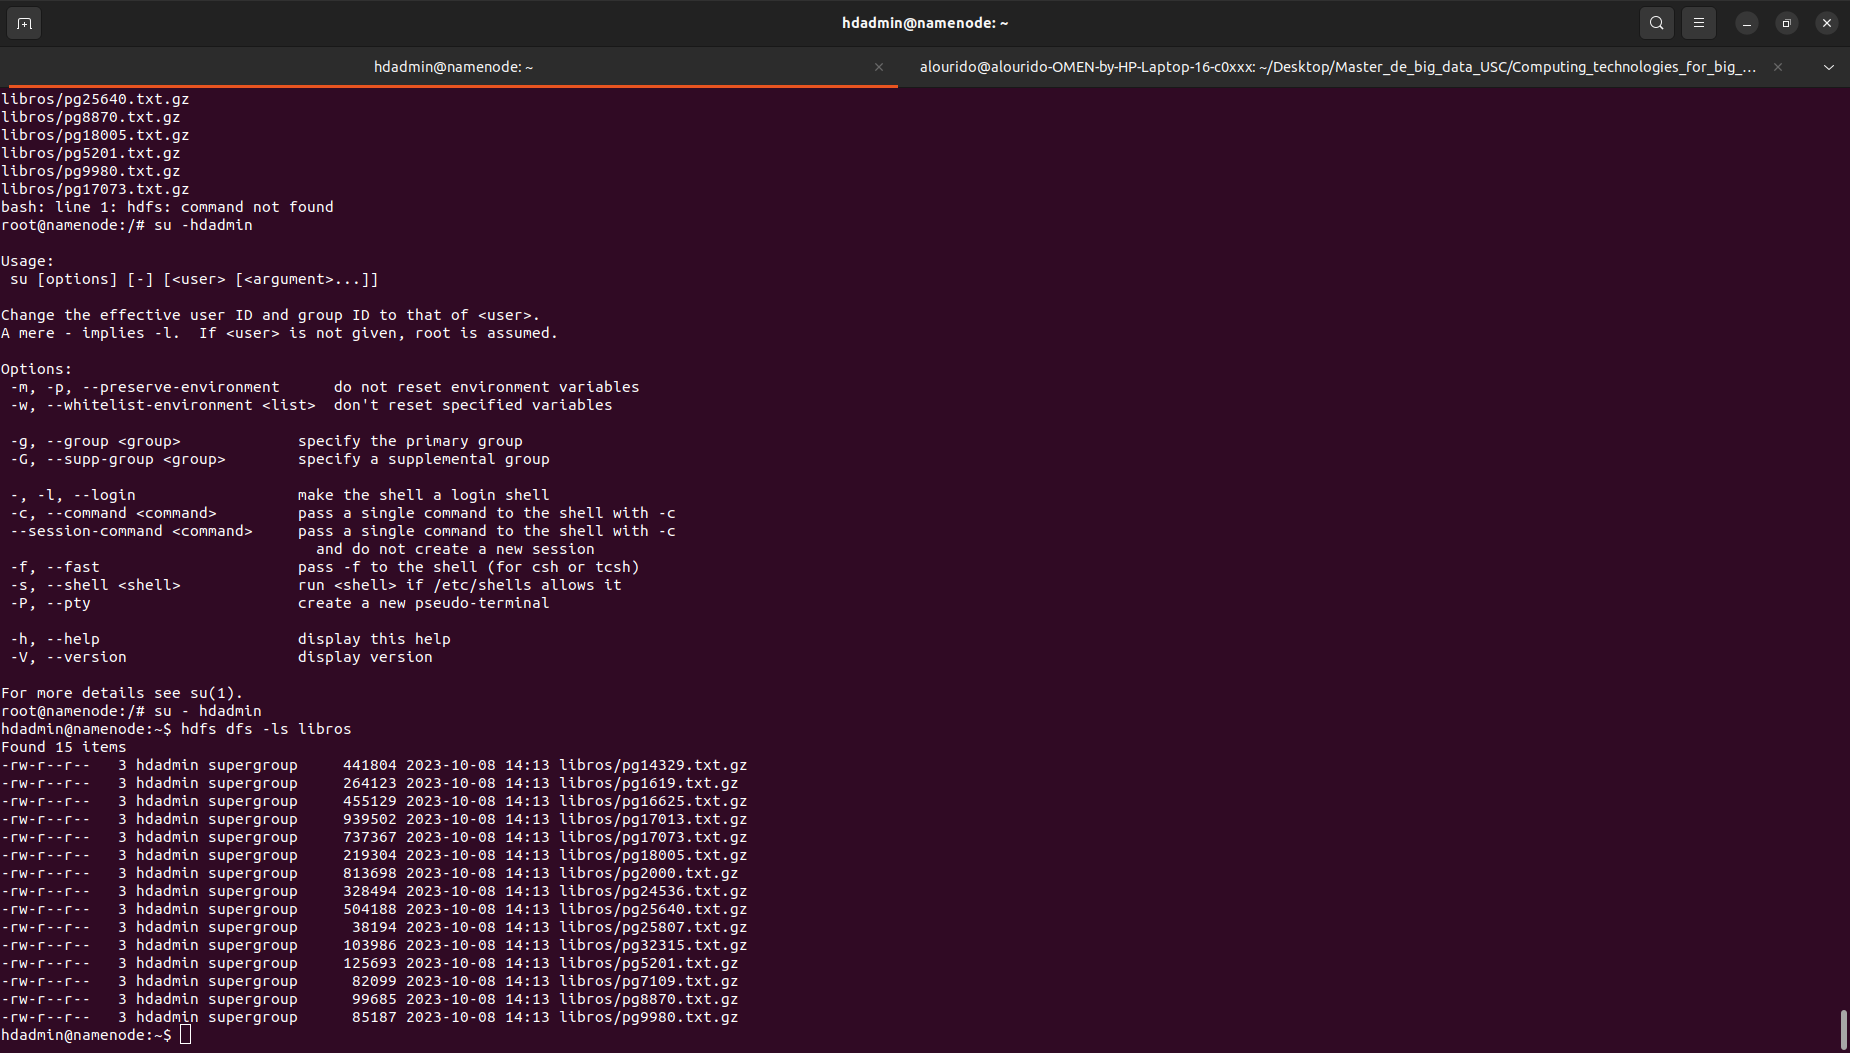 hdadmin@namenode: ~
hdadmin@namenode: ~
alourido@alourido-OMEN-by-HP-Laptop-16-c0xxx: ~/Desktop/Master_de_big_data_USC/Computing_technologies_for_big_...
libros/pg25640.txt.gz
libros/pg8870.txt.gz
libros/pg18005.txt.gz
libros/pg5201.txt.gz
libros/pg9980.txt.gz
libros/pg17073.txt.gz
bash: line 1: hdfs: command not found
root@namenode:/# su -hdadmin
Usage:
 su [options] [-] [<user> [<argument>...]]
Change the effective user ID and group ID to that of <user>.
A mere - implies -l.  If <user> is not given, root is assumed.
Options:
 -m, -p, --preserve-environment      do not reset environment variables
 -w, --whitelist-environment <list>  don't reset specified variables
 -g, --group <group>             specify the primary group
 -G, --supp-group <group>        specify a supplemental group
 -, -l, --login                  make the shell a login shell
 -c, --command <command>         pass a single command to the shell with -c
 --session-command <command>     pass a single command to the shell with -c
                                   and do not create a new session
 -f, --fast                      pass -f to the shell (for csh or tcsh)
 -s, --shell <shell>             run <shell> if /etc/shells allows it
 -P, --pty                       create a new pseudo-terminal
 -h, --help                      display this help
 -V, --version                   display version
For more details see su(1).
root@namenode:/# su - hdadmin
hdadmin@namenode:~$ hdfs dfs -ls libros
Found 15 items
-rw-r--r--   3 hdadmin supergroup     441804 2023-10-08 14:13 libros/pg14329.txt.gz
-rw-r--r--   3 hdadmin supergroup     264123 2023-10-08 14:13 libros/pg1619.txt.gz
-rw-r--r--   3 hdadmin supergroup     455129 2023-10-08 14:13 libros/pg16625.txt.gz
-rw-r--r--   3 hdadmin supergroup     939502 2023-10-08 14:13 libros/pg17013.txt.gz
-rw-r--r--   3 hdadmin supergroup     737367 2023-10-08 14:13 libros/pg17073.txt.gz
-rw-r--r--   3 hdadmin supergroup     219304 2023-10-08 14:13 libros/pg18005.txt.gz
-rw-r--r--   3 hdadmin supergroup     813698 2023-10-08 14:13 libros/pg2000.txt.gz
-rw-r--r--   3 hdadmin supergroup     328494 2023-10-08 14:13 libros/pg24536.txt.gz
-rw-r--r--   3 hdadmin supergroup     504188 2023-10-08 14:13 libros/pg25640.txt.gz
-rw-r--r--   3 hdadmin supergroup      38194 2023-10-08 14:13 libros/pg25807.txt.gz
-rw-r--r--   3 hdadmin supergroup     103986 2023-10-08 14:13 libros/pg32315.txt.gz
-rw-r--r--   3 hdadmin supergroup     125693 2023-10-08 14:13 libros/pg5201.txt.gz
-rw-r--r--   3 hdadmin supergroup      82099 2023-10-08 14:13 libros/pg7109.txt.gz
-rw-r--r--   3 hdadmin supergroup      99685 2023-10-08 14:13 libros/pg8870.txt.gz
-rw-r--r--   3 hdadmin supergroup      85187 2023-10-08 14:13 libros/pg9980.txt.gz
hdadmin@namenode:~$